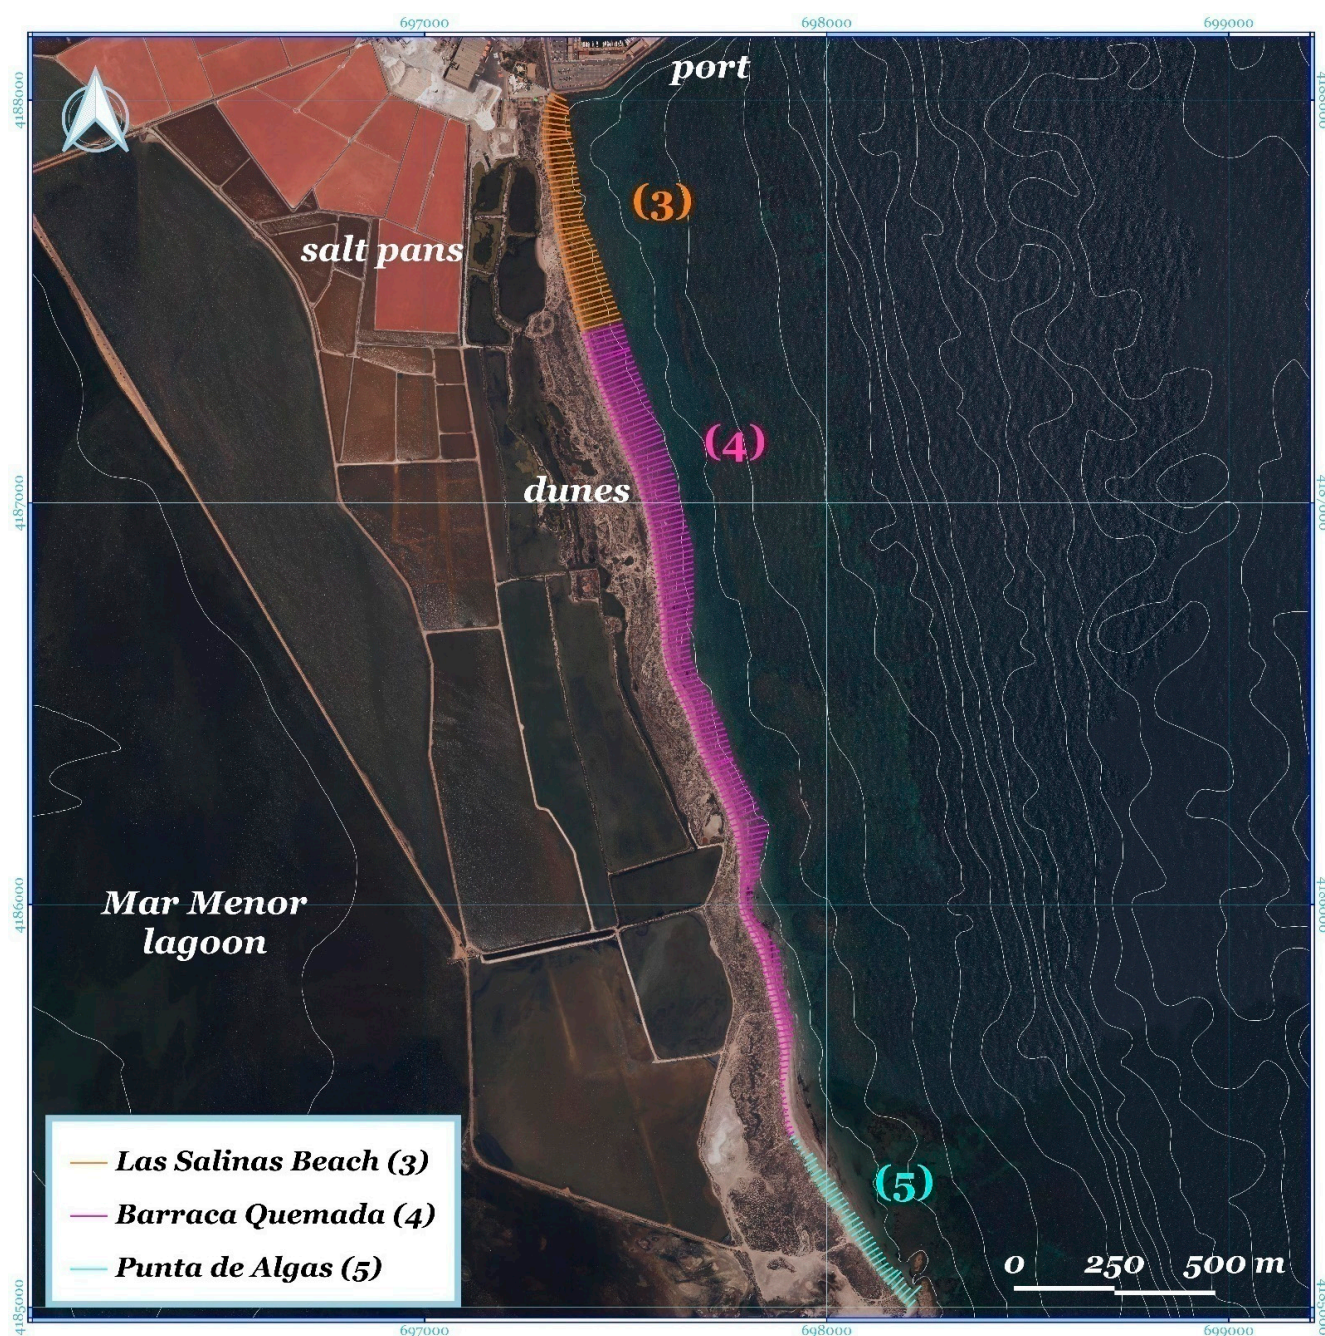 697000
698000
699000
port
4188000
(3)
salt pans
(4)
dunes
4187000
4186000
Mar Menor
lagoon
Las Salinas Beach (3)
Barraca Quemada (4)
Punta de Algas (5)
(5)
0 250 500 m
4185000
697000
698000
699000